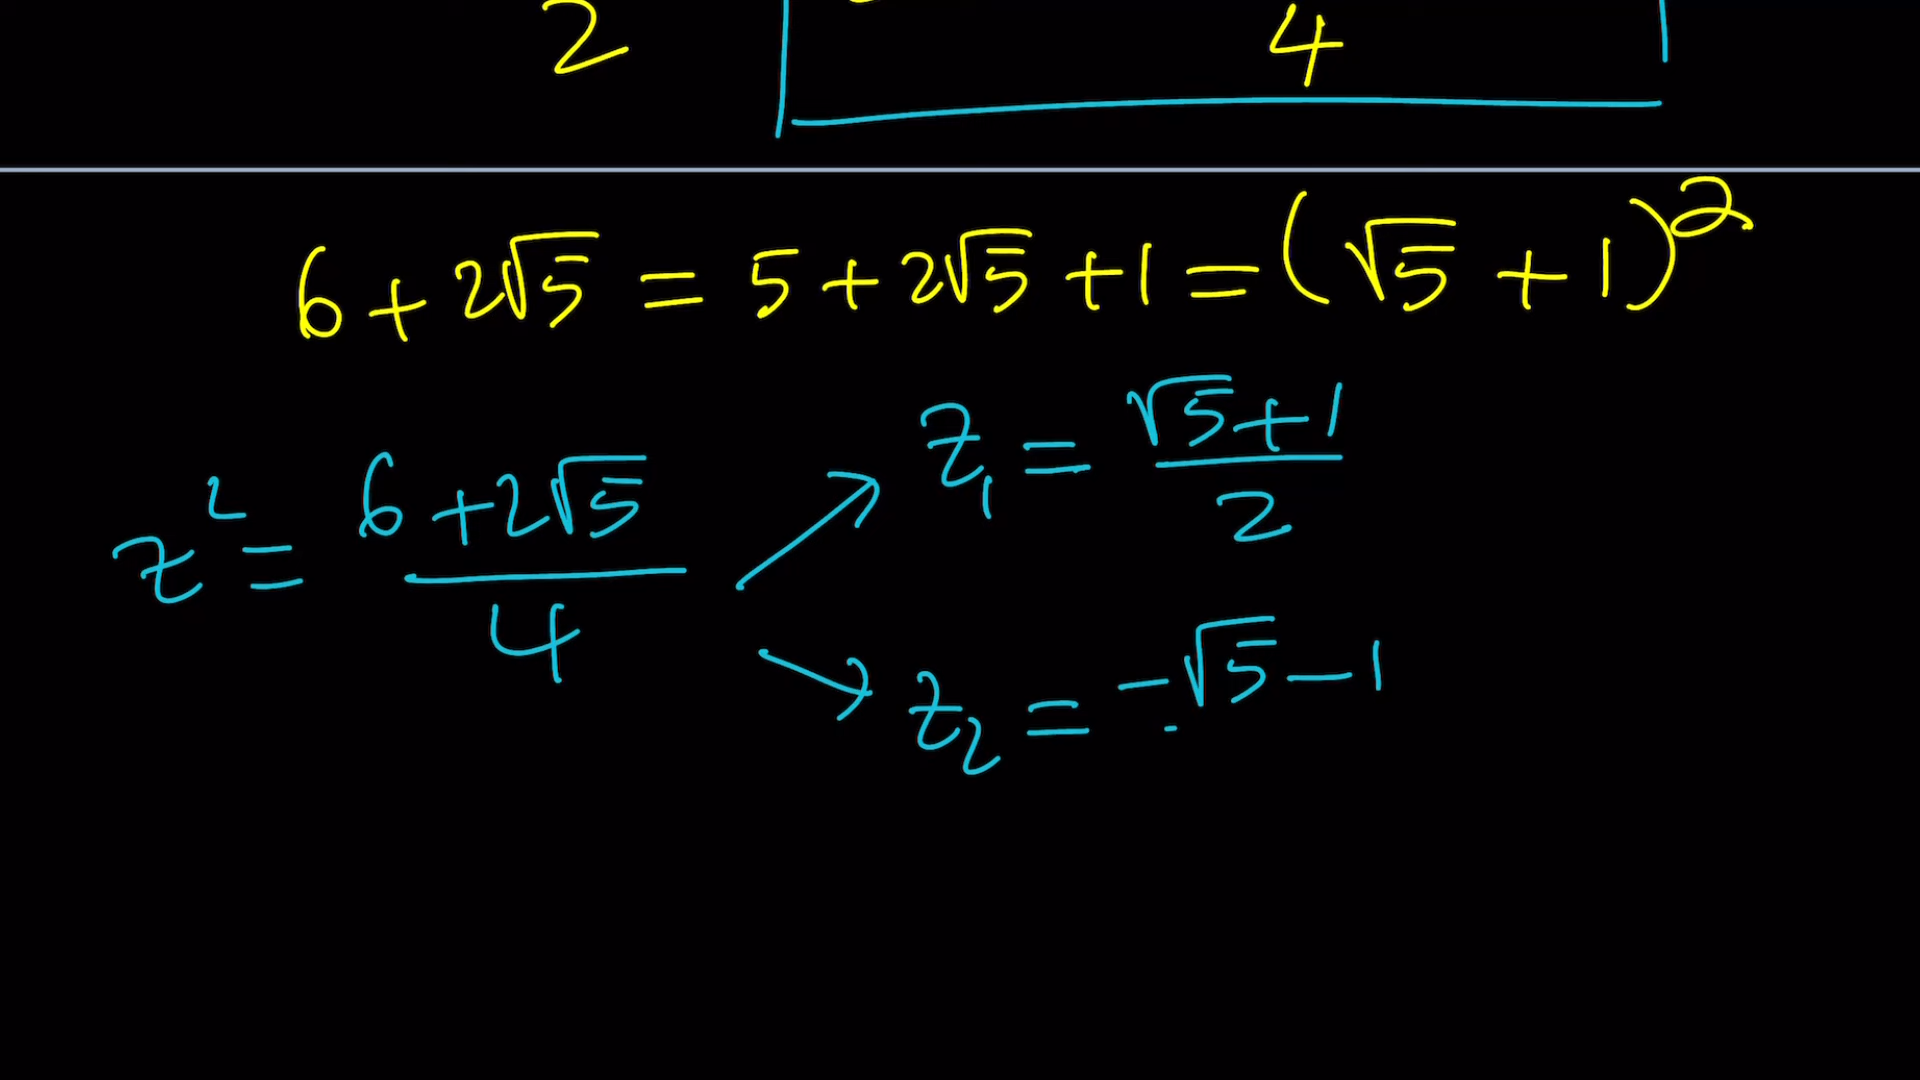 2
4
6 + 2√5 = 5 + 2√5 + 1 = (√5 + 1)²
z₁ = (√5+1)/2
z² = (6+2√5)/4
z₂ = -√5-1